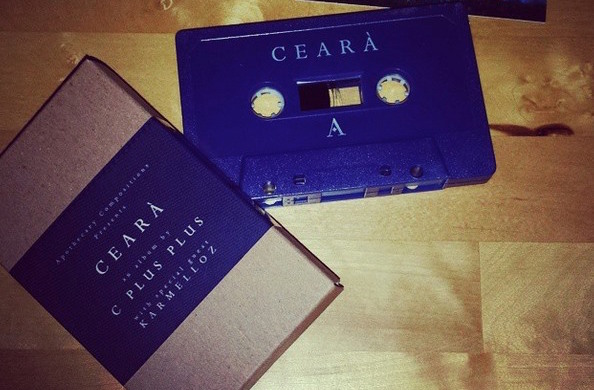 CEARÀ
A
Apothecary Compositions
Presents
CEARÀ
an album by
C PLUS PLUS
with special guest
KARMELLOZ